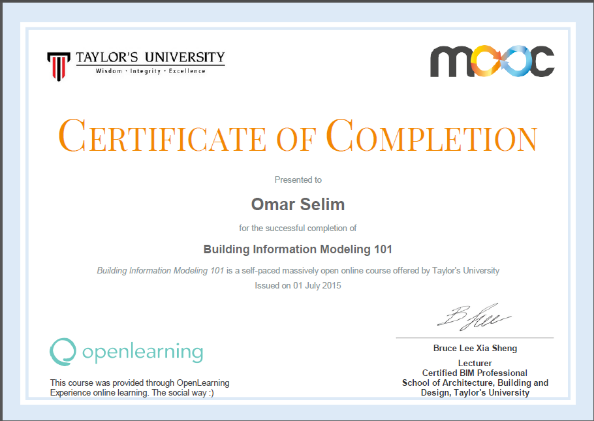 TAYLOR'S UNIVERSITY
Wisdom · Integrity · Excellence
mooc
CERTIFICATE OF COMPLETION
Presented to
Omar Selim
for the successful completion of
Building Information Modeling 101
Building Information Modeling 101 is a self-paced massively open online course offered by Taylor's University
Issued on 01 July 2015
Bruce Lee Xia Sheng
Lecturer
Certified BIM Professional
School of Architecture, Building and
Design, Taylor's University
openlearning
This course was provided through OpenLearning
Experience online learning. The social way :)